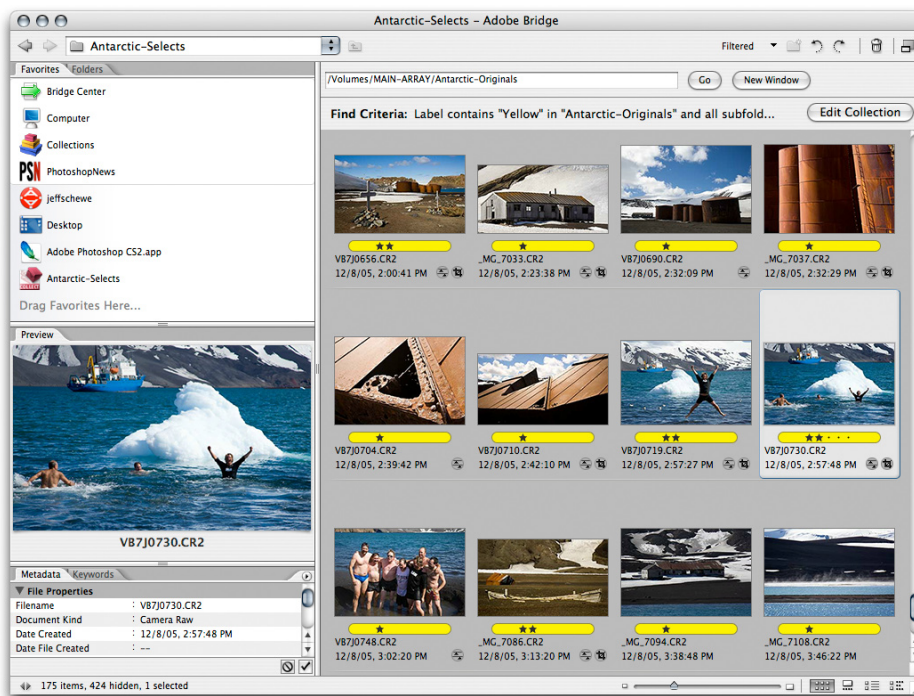 Antarctic-Selects – Adobe Bridge
Antarctic-Selects
Filtered
Favorites Folders
Bridge Center
Computer
Collections
PSN PhotoshopNews
jeffschewe
Desktop
Adobe Photoshop CS2.app
Antarctic-Selects
Drag Favorites Here...
Preview
VB7J0730.CR2
Metadata Keywords
File Properties
Filename : VB7J0730.CR2
Document Kind : Camera Raw
Date Created : 12/8/05, 2:57:48 PM
Date File Created : --
/Volumes/MAIN-ARRAY/Antarctic-Originals Go New Window
Find Criteria: Label contains "Yellow" in "Antarctic-Originals" and all subfold... Edit Collection
VB7J0656.CR2 _MG_7033.CR2 VB7J0690.CR2 _MG_7037.CR2
12/8/05, 2:00:41 PM 12/8/05, 2:23:38 PM 12/8/05, 2:32:09 PM 12/8/05, 2:32:29 PM
VB7J0704.CR2 VB7J0710.CR2 VB7J0719.CR2 VB7J0730.CR2
12/8/05, 2:39:42 PM 12/8/05, 2:42:10 PM 12/8/05, 2:57:27 PM 12/8/05, 2:57:48 PM
VB7J0748.CR2 _MG_7086.CR2 _MG_7094.CR2 _MG_7108.CR2
12/8/05, 3:02:20 PM 12/8/05, 3:13:20 PM 12/8/05, 3:38:48 PM 12/8/05, 3:46:22 PM
175 items, 424 hidden, 1 selected